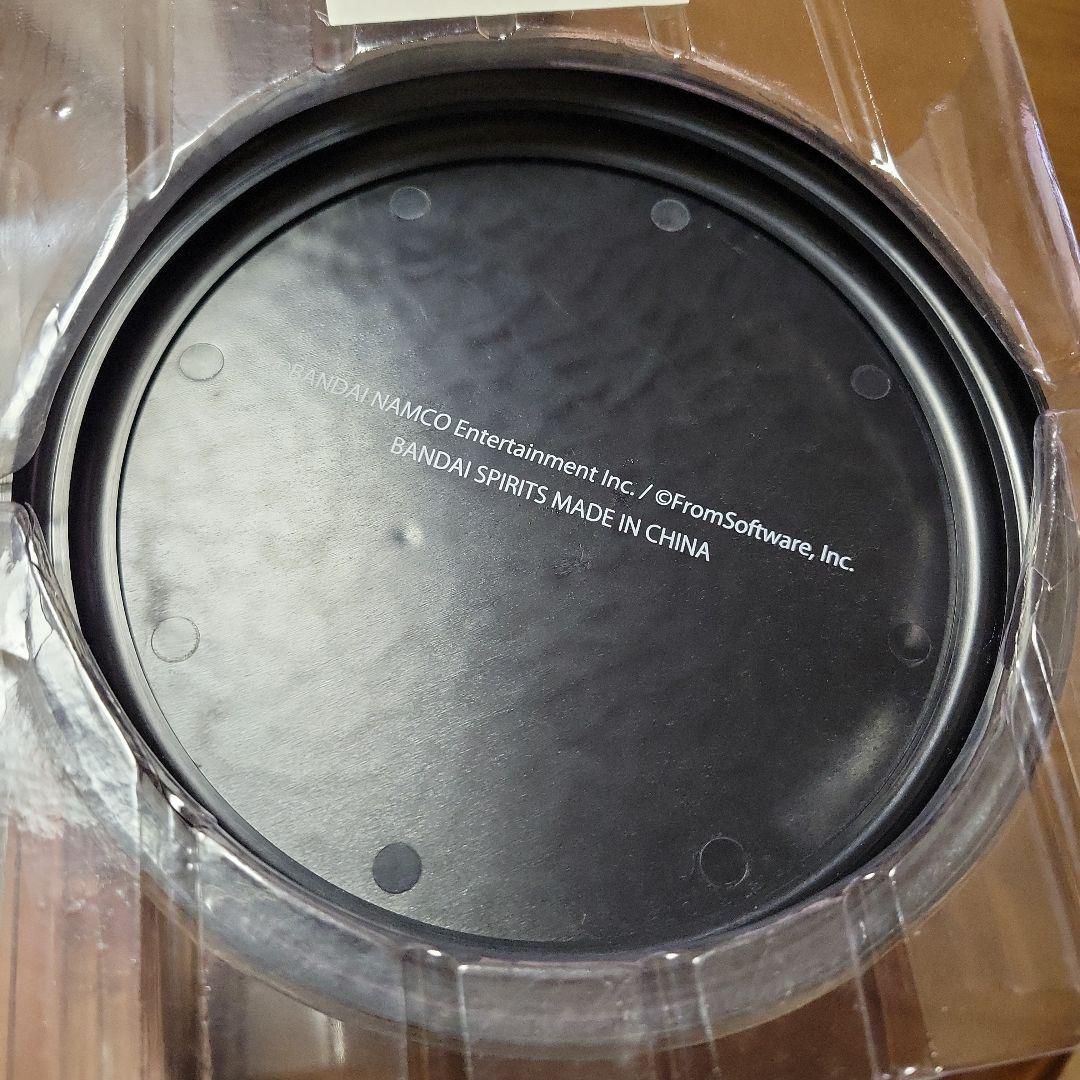 ©BANDAI NAMCO Entertainment Inc. / ©FromSoftware, Inc.
BANDAI SPIRITS MADE IN CHINA